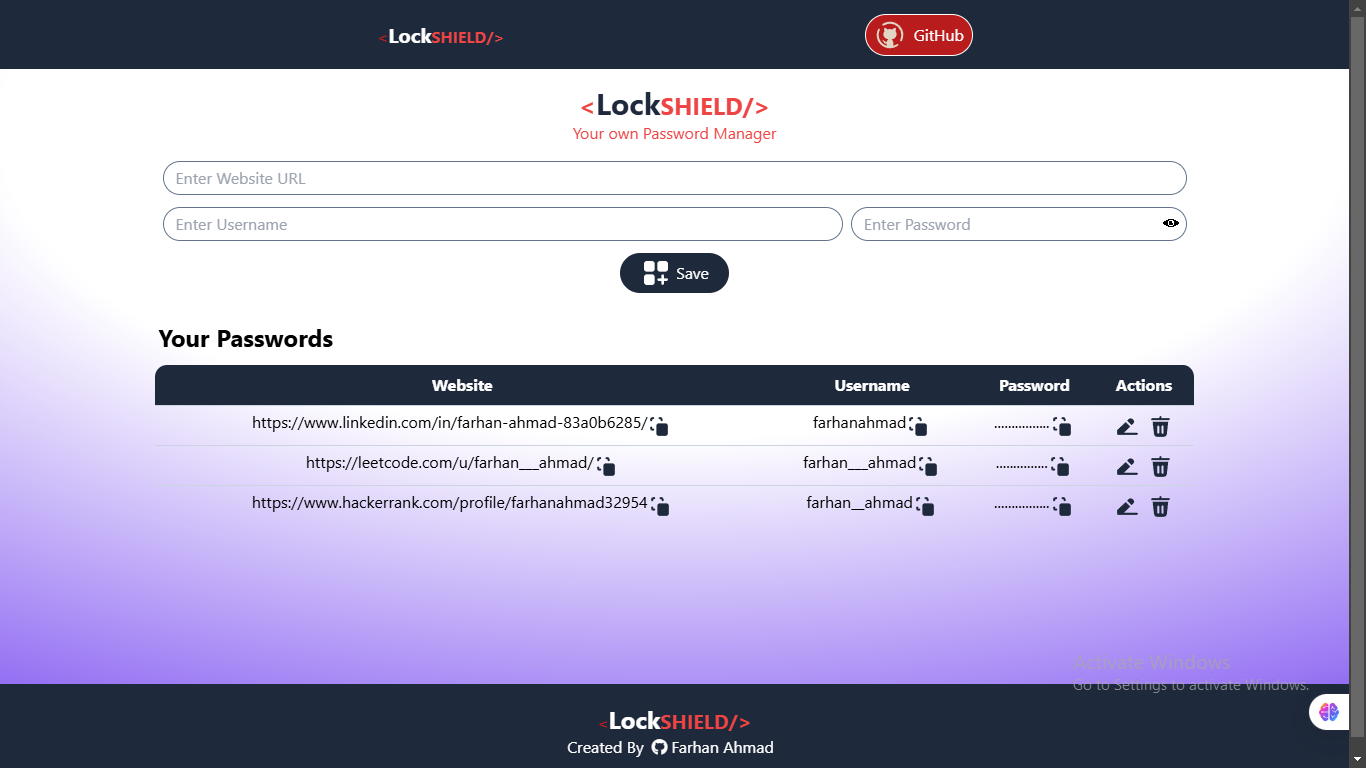 <LockSHIELD/>
GitHub
<LockSHIELD/>
Your own Password Manager
Enter Website URL
Enter Username
Enter Password
Save
Your Passwords
Website Username Password Actions
https://www.linkedin.com/in/farhan-ahmad-83a0b6285/ farhanahmad ................
https://leetcode.com/u/farhan___ahmad/ farhan___ahmad ...............
https://www.hackerrank.com/profile/farhanahmad32954 farhan__ahmad ................
Activate Windows
Go to Settings to activate Windows.
<LockSHIELD/>
Created By Farhan Ahmad